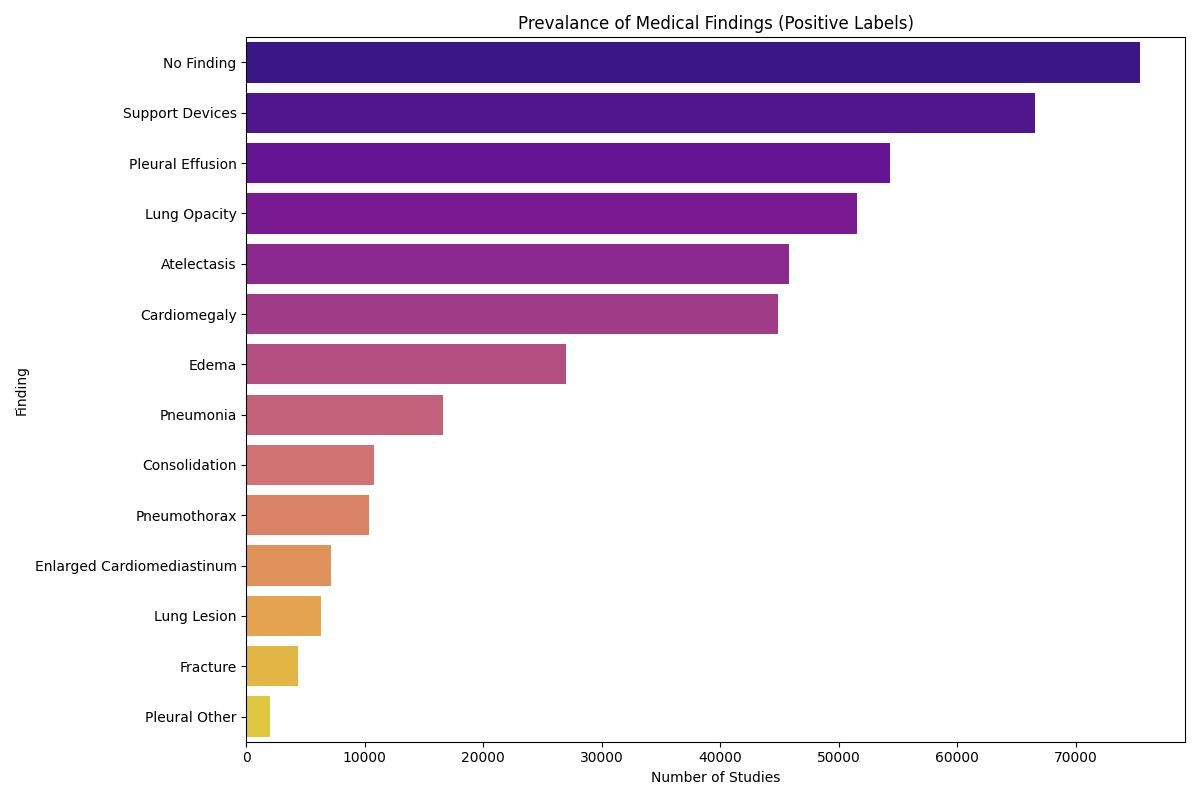 Prevalance of Medical Findings (Positive Labels)
Finding
No Finding
Support Devices
Pleural Effusion
Lung Opacity
Atelectasis
Cardiomegaly
Edema
Pneumonia
Consolidation
Pneumothorax
Enlarged Cardiomediastinum
Lung Lesion
Fracture
Pleural Other
0 10000 20000 30000 40000 50000 60000 70000
Number of Studies